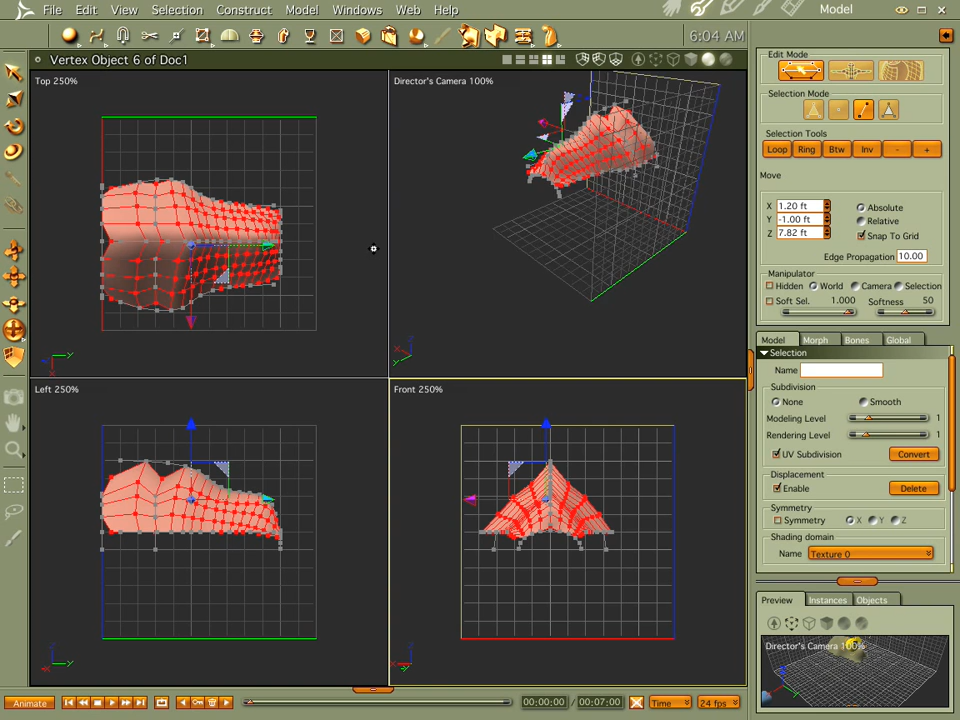 File Edit View Selection Construct Model Windows Web Help
Model
6:04 AM
Vertex Object 6 of Doc1
Top 250%
Director's Camera 100%
Left 250%
Front 250%
Edit Mode
Selection Mode
Selection Tools
Loop Ring Btw Inv - +
Move
X 1.20 ft Absolute
Y -1.00 ft Relative
Z 7.82 ft Snap To Grid
Edge Propagation 10.00
Manipulator
Hidden World Camera Selection
Soft Sel. 1.000 Softness 50
Model Morph Bones Global
Selection
Name
Subdivision
None Smooth
Modeling Level 1
Rendering Level 1
UV Subdivision Convert
Displacement
Enable Delete
Symmetry
Symmetry X Y Z
Shading domain
Name Texture 0
Preview Instances Objects
Director's Camera 100%
Animate 00:00:00 / 00:07:00 Time 24 fps